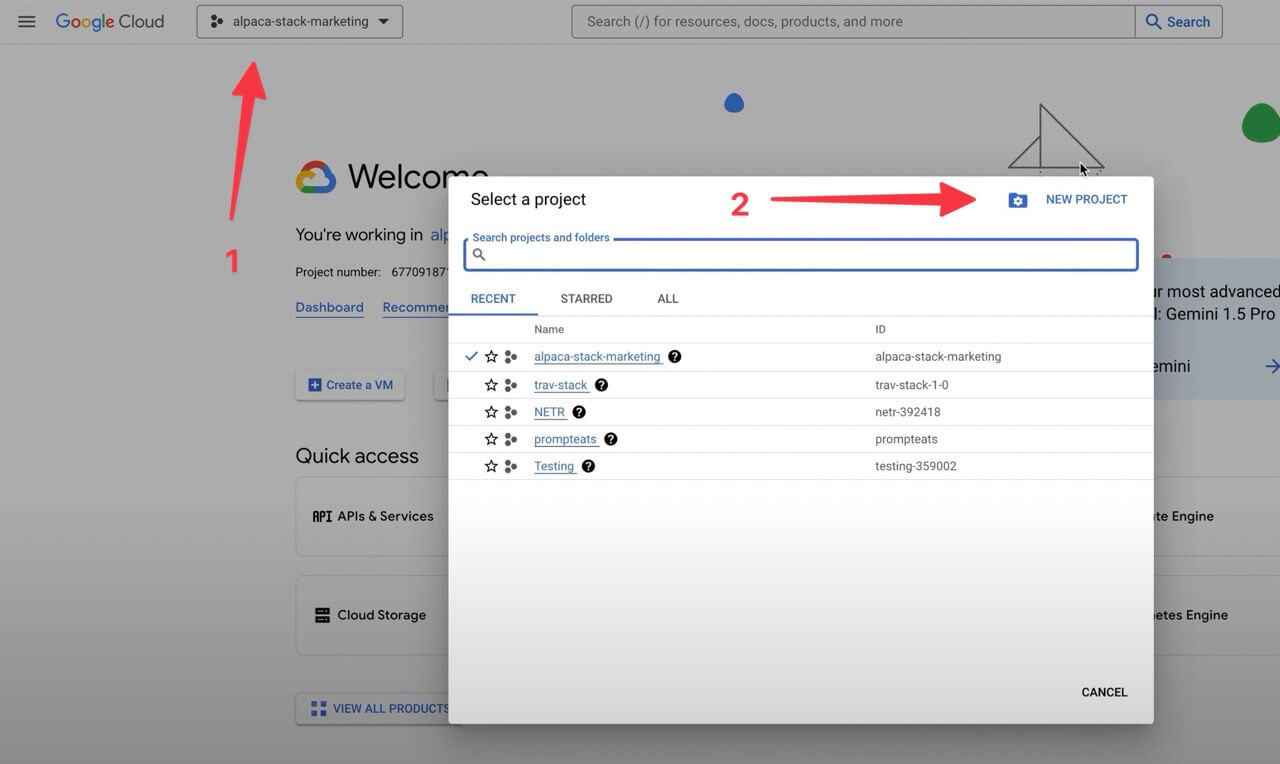 Google Cloud
alpaca-stack-marketing
Search (/) for resources, docs, products, and more
Search
1
Welcome
You're working in alp
Project number: 67709187
Dashboard
Recommen
Create a VM
Quick access
API APIs & Services
Cloud Storage
VIEW ALL PRODUCTS
Select a project
2
NEW PROJECT
Search projects and folders
RECENT
STARRED
ALL
Name
ID
alpaca-stack-marketing ? alpaca-stack-marketing
trav-stack ? trav-stack-1-0
NETR ? netr-392418
prompteats ? prompteats
Testing ? testing-359002
CANCEL
ur most advanced
l: Gemini 1.5 Pro
emini
te Engine
etes Engine